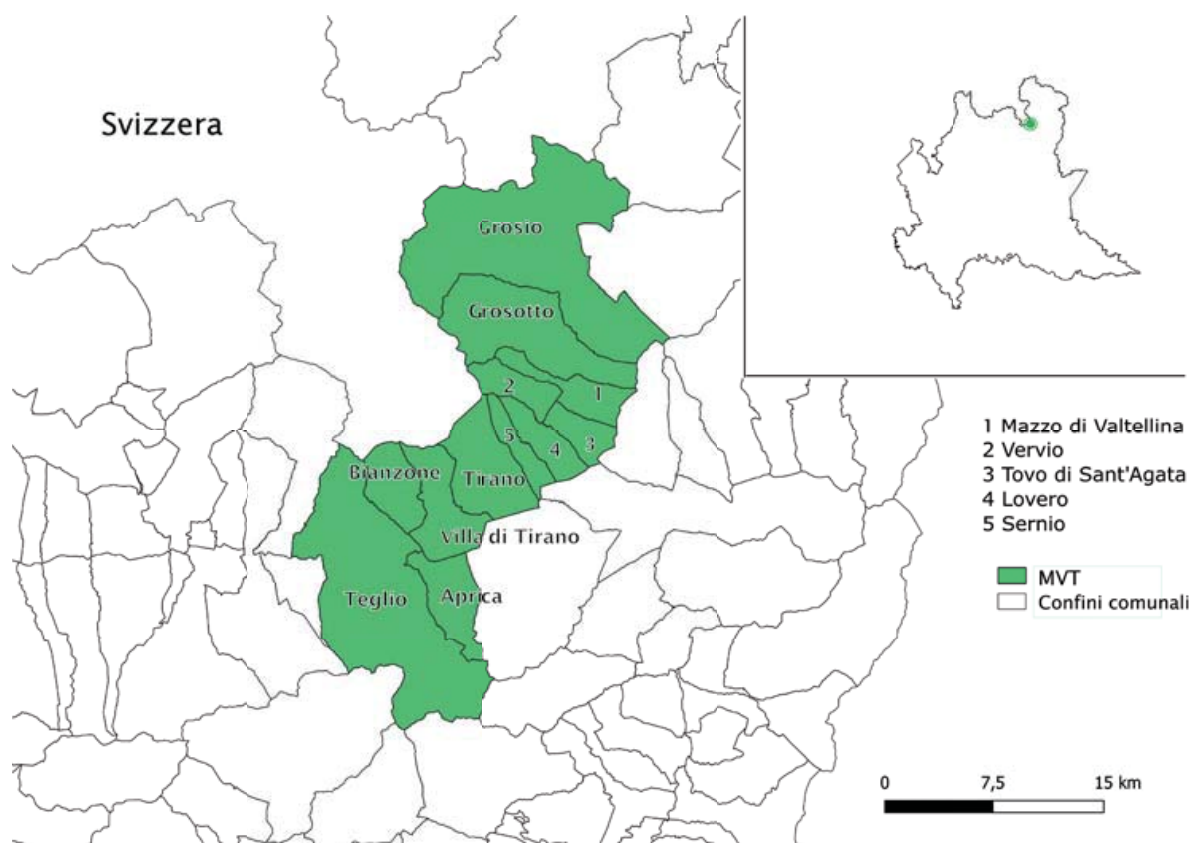 Svizzera
Grosio
Grosotto
2
1
5
4
3
Bianzone
Tirano
Villa di Tirano
Teglio
Aprica
1 Mazzo di Valtellina
2 Vervio
3 Tovo di Sant'Agata
4 Lovero
5 Sernio
MVT
Confini comunali
0 7,5 15 km